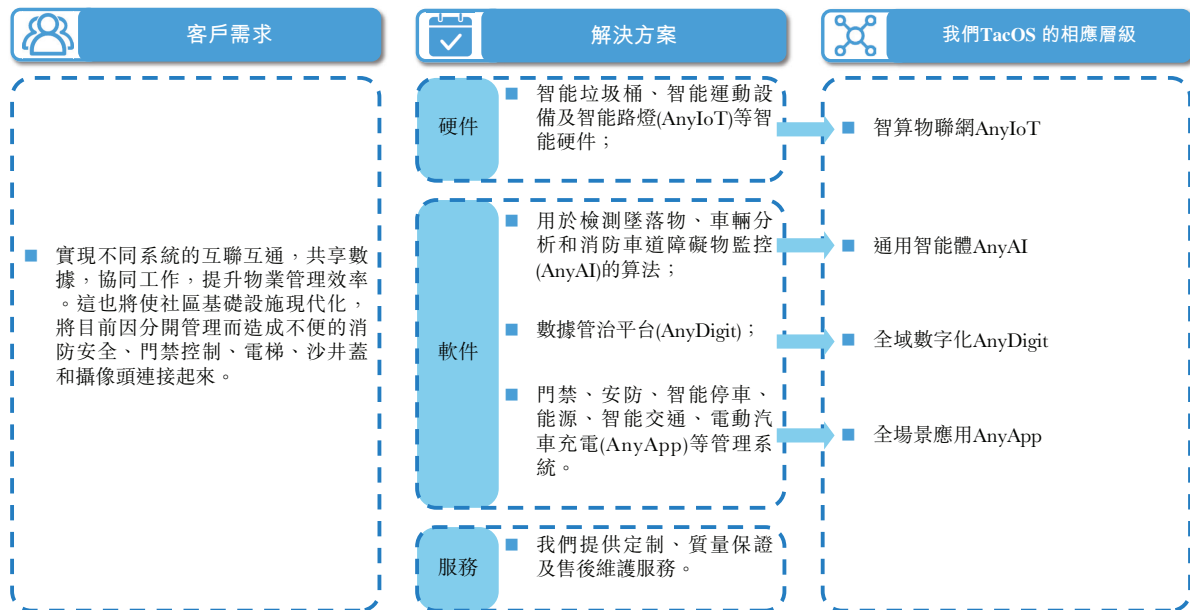 客戶需求
實現不同系統的互聯互通，共享數
據，協同工作，提升物業管理效率
。這也將使社區基礎設施現代化，
將目前因分開管理而造成不便的消
防安全、門禁控制、電梯、沙井蓋
和攝像頭連接起來。
解決方案
硬件
智能垃圾桶、智能運動設
備及智能路燈(AnyIoT)等智
能硬件；
軟件
用於檢測墜落物、車輛分
析和消防車道障礙物監控
(AnyAI)的算法；
數據管治平台(AnyDigit)；
門禁、安防、智能停車、
能源、智能交通、電動汽
車充電(AnyApp)等管理系
統。
服務
我們提供定制、質量保證
及售後維護服務。
我們TacOS 的相應層級
智算物聯網AnyIoT
通用智能體AnyAI
全域數字化AnyDigit
全場景應用AnyApp